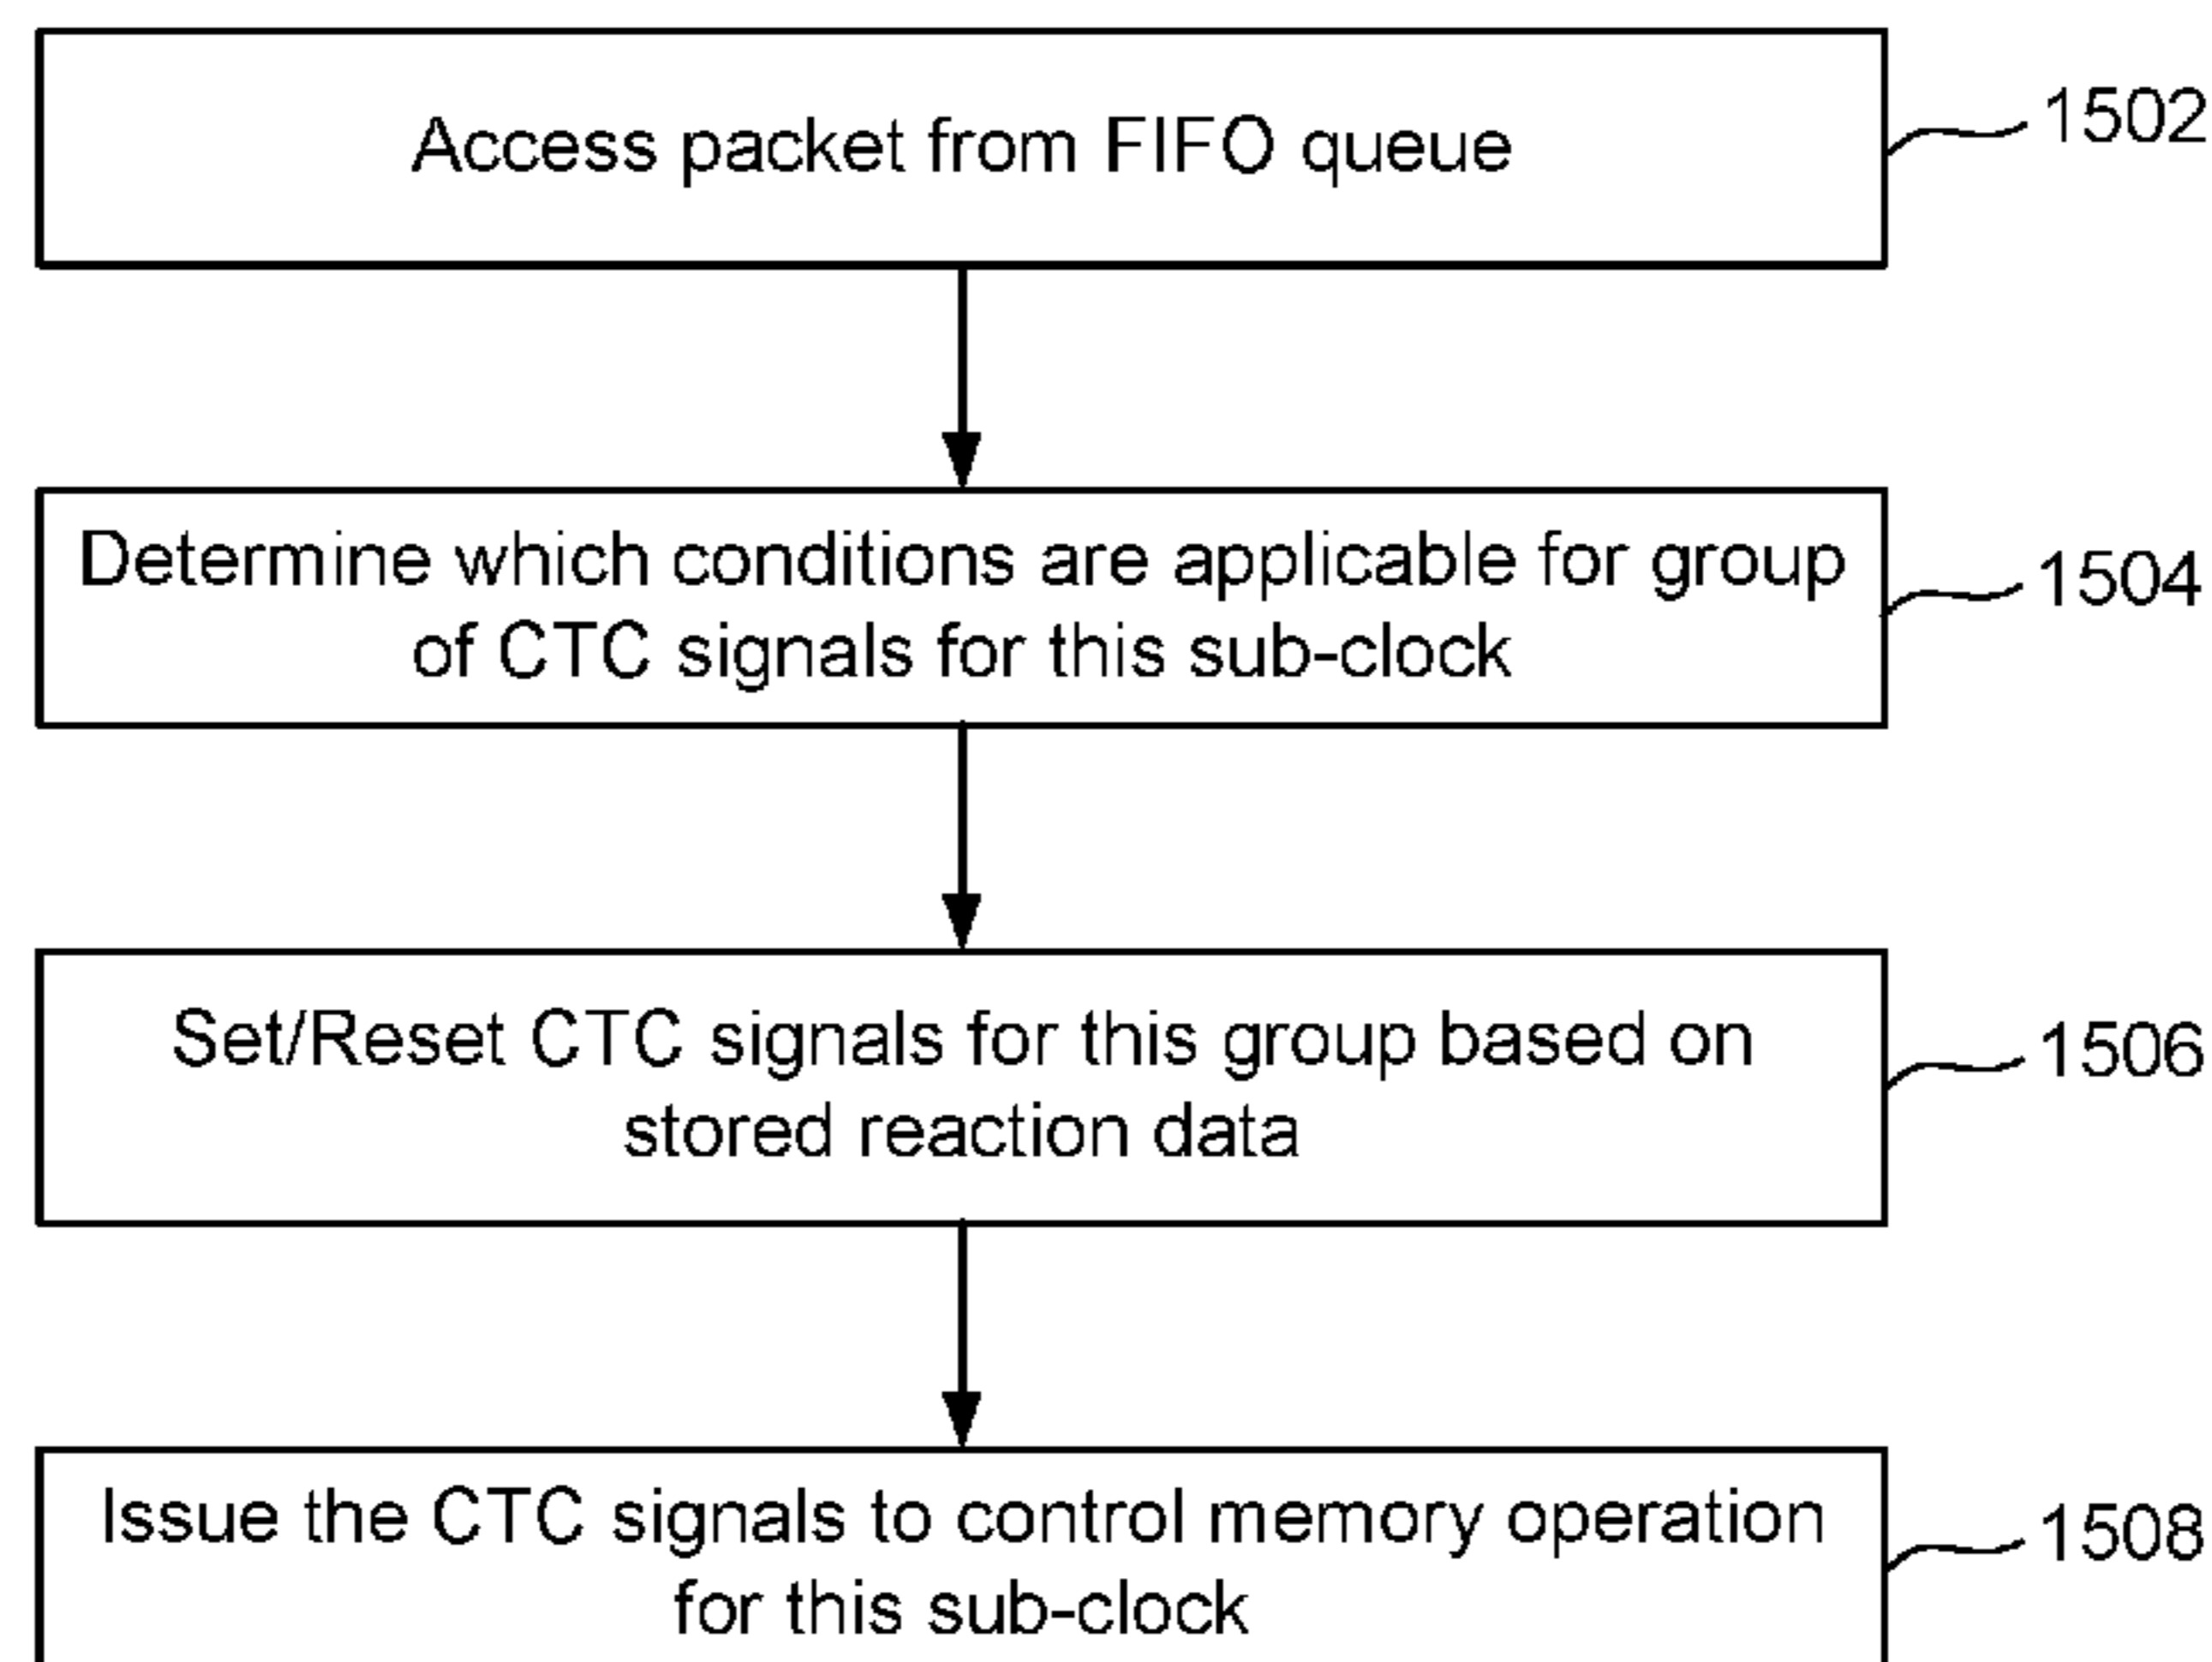 Access packet from FIFO queue
1502
Determine which conditions are applicable for group
of CTC signals for this sub-clock
1504
Set/Reset CTC signals for this group based on
stored reaction data
1506
Issue the CTC signals to control memory operation
for this sub-clock
1508